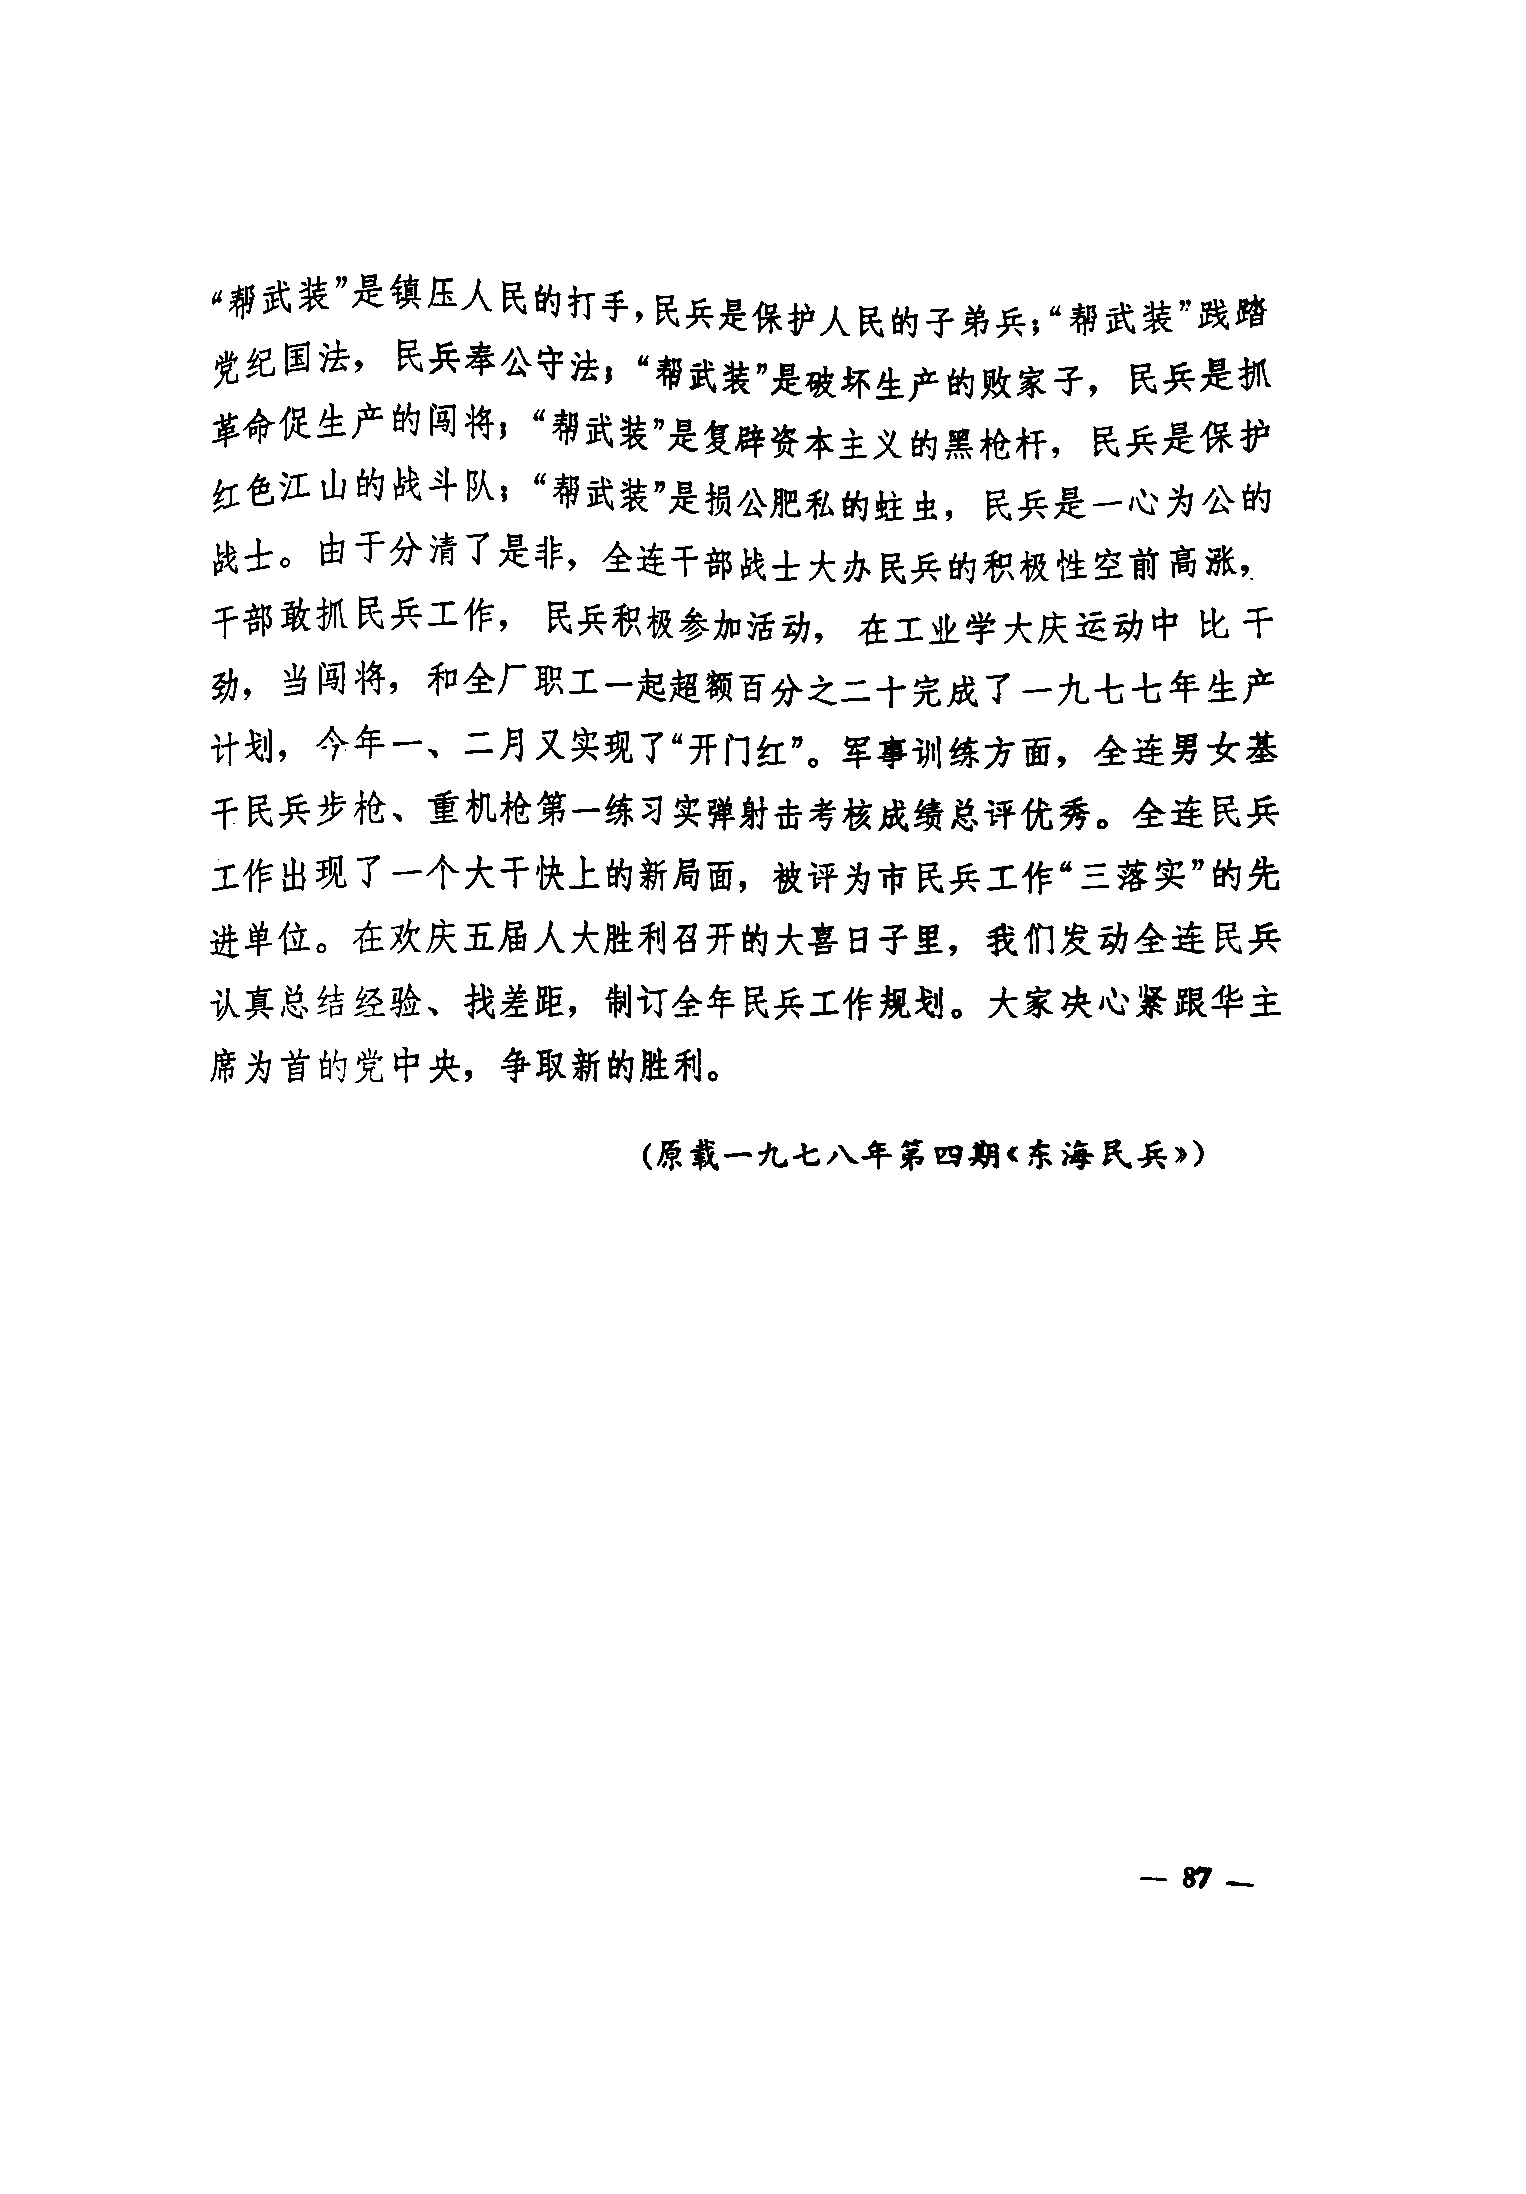 “帮武装”是镇压人民的打手，民兵是保护人民的子弟兵；“帮武装”践踏
党纪国法，民兵奉公守法；“帮武装”是破坏生产的败家子，民兵是抓
革命促生产的闯将；“帮武装”是复辟资本主义的黑枪杆，民兵是保护
红色江山的战斗队；“帮武装”是损公肥私的蛀虫，民兵是一心为公的
战士。由于分清了是非，全连干部战士大办民兵的积极性空前高涨，
干部敢抓民兵工作，民兵积极参加活动，在工业学大庆运动中比干
劲，当闯将，和全厂职工一起超额百分之二十完成了一九七七年生产
计划，今年一、二月又实现了“开门红”。军事训练方面，全连男女基
干民兵步枪、重机枪第一练习实弹射击考核成绩总评优秀。全连民兵
工作出现了一个大干快上的新局面，被评为市民兵工作“三落实”的先
进单位。在欢庆五届人大胜利召开的大喜日子里，我们发动全连民兵
认真总结经验、找差距，制订全年民兵工作规划。大家决心紧跟华主
席为首的党中央，争取新的胜利。
(原载一九七八年第四期《东海民兵》)
— 87 —